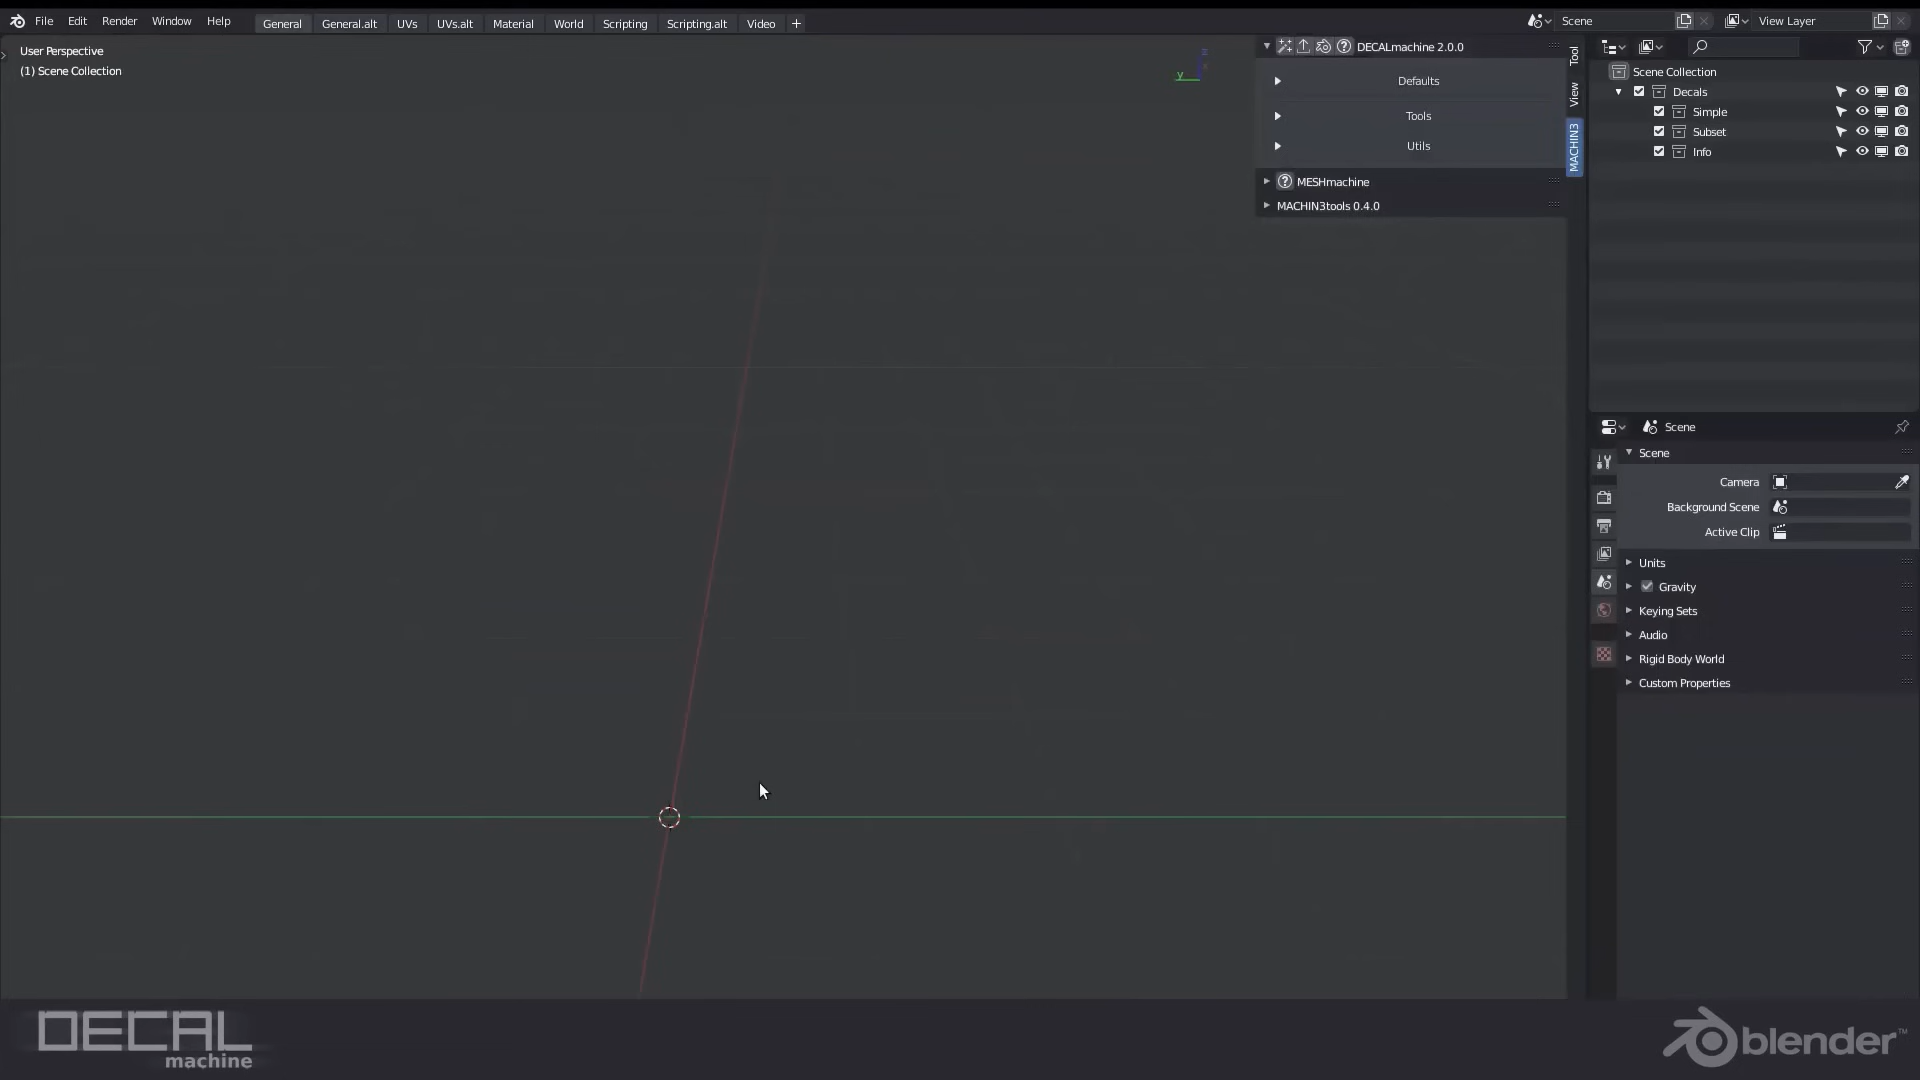 File Edit Render Window Help General General.alt UVs UVs.alt Material World Scripting Scripting.alt Video + Scene View Layer
User Perspective
(1) Scene Collection
z
y
DECALmachine 2.0.0
Defaults
Tools
Utils
MESHmachine
MACHIN3tools 0.4.0
Tool
View
MACHIN3
Scene Collection
Decals
Simple
Subset
Info
Scene
Scene
Camera
Background Scene
Active Clip
Units
Gravity
Keying Sets
Audio
Rigid Body World
Custom Properties
DECAL
machine
blender™